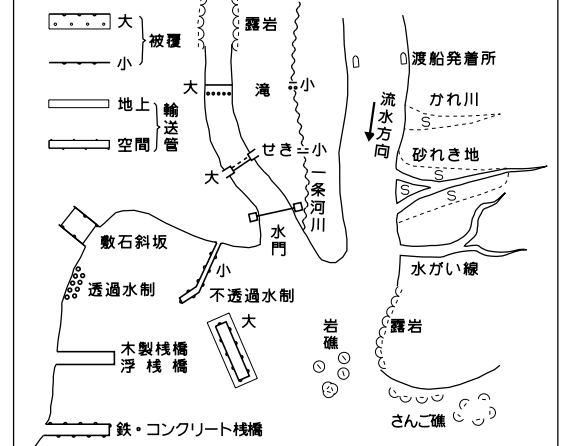 大
被覆
小
地上
輸送管
空間
露岩
大
滝
小
せき
小
大
一条河川
水門
流水方向
渡船発着所
かれ川
S
砂れき地
S
S
S
水がい線
敷石斜坂
透過水制
小
不透過水制
大
木製桟橋
浮桟橋
鉄・コンクリート桟橋
岩礁
露岩
さんご礁